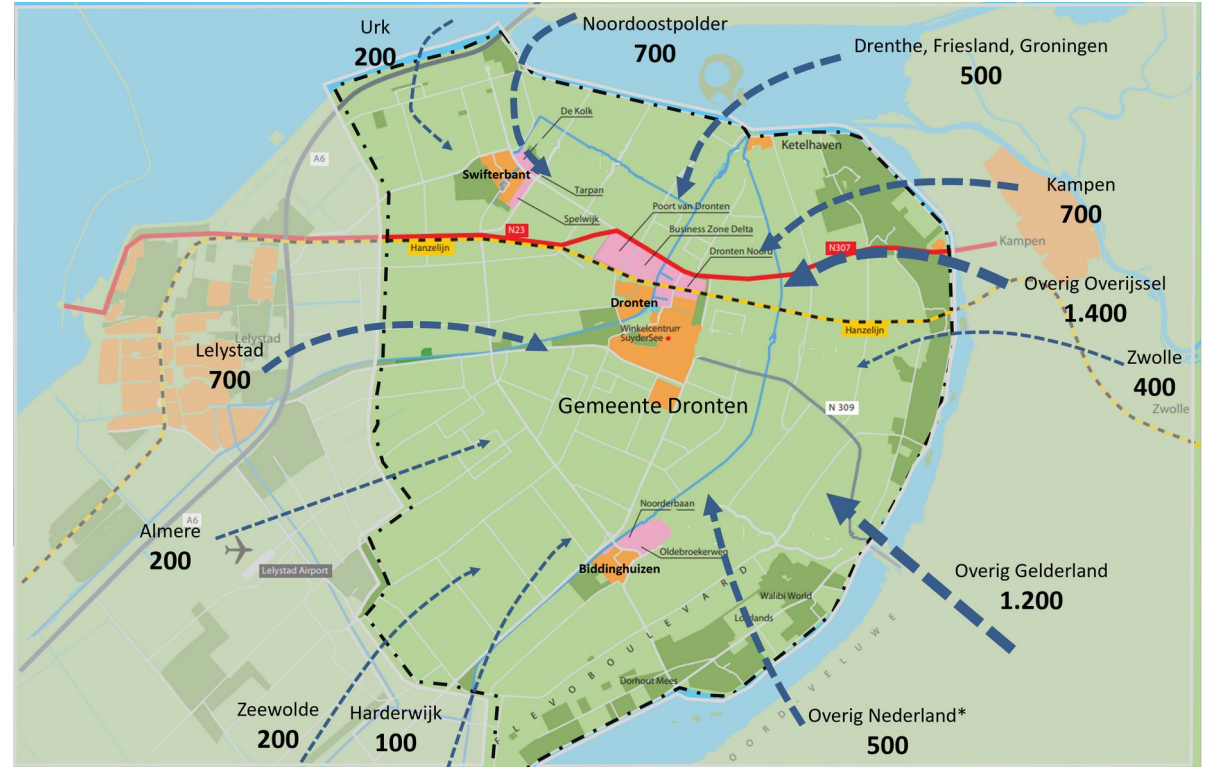 Urk
200
Noordoostpolder
700
Drenthe, Friesland, Groningen
500
De Kolk
A6
Ketelhaven
Swifterbant
Tarpan
Kampen
700
Poort van Dronten
Spelwijk
N23
Business Zone Delta
Hanzelijn
Dronten Noord
N307
Kampen
Overig Overijssel
1.400
Dronten
Winkelcentrum
SuyderSee
Hanzelijn
Lelystad
Lelystad
700
Zwolle
400
Zwolle
Gemeente Dronten
N 309
Noorderbaan
A6
Almere
200
Oldebroekerweg
Lelystad Airport
Biddinghuizen
Overig Gelderland
1.200
Walibi World
Lowlands
FLEVOBOULEVARD
Dorhout Mees
Zeewolde
200
Harderwijk
100
Overig Nederland*
500
OORDVELUWE